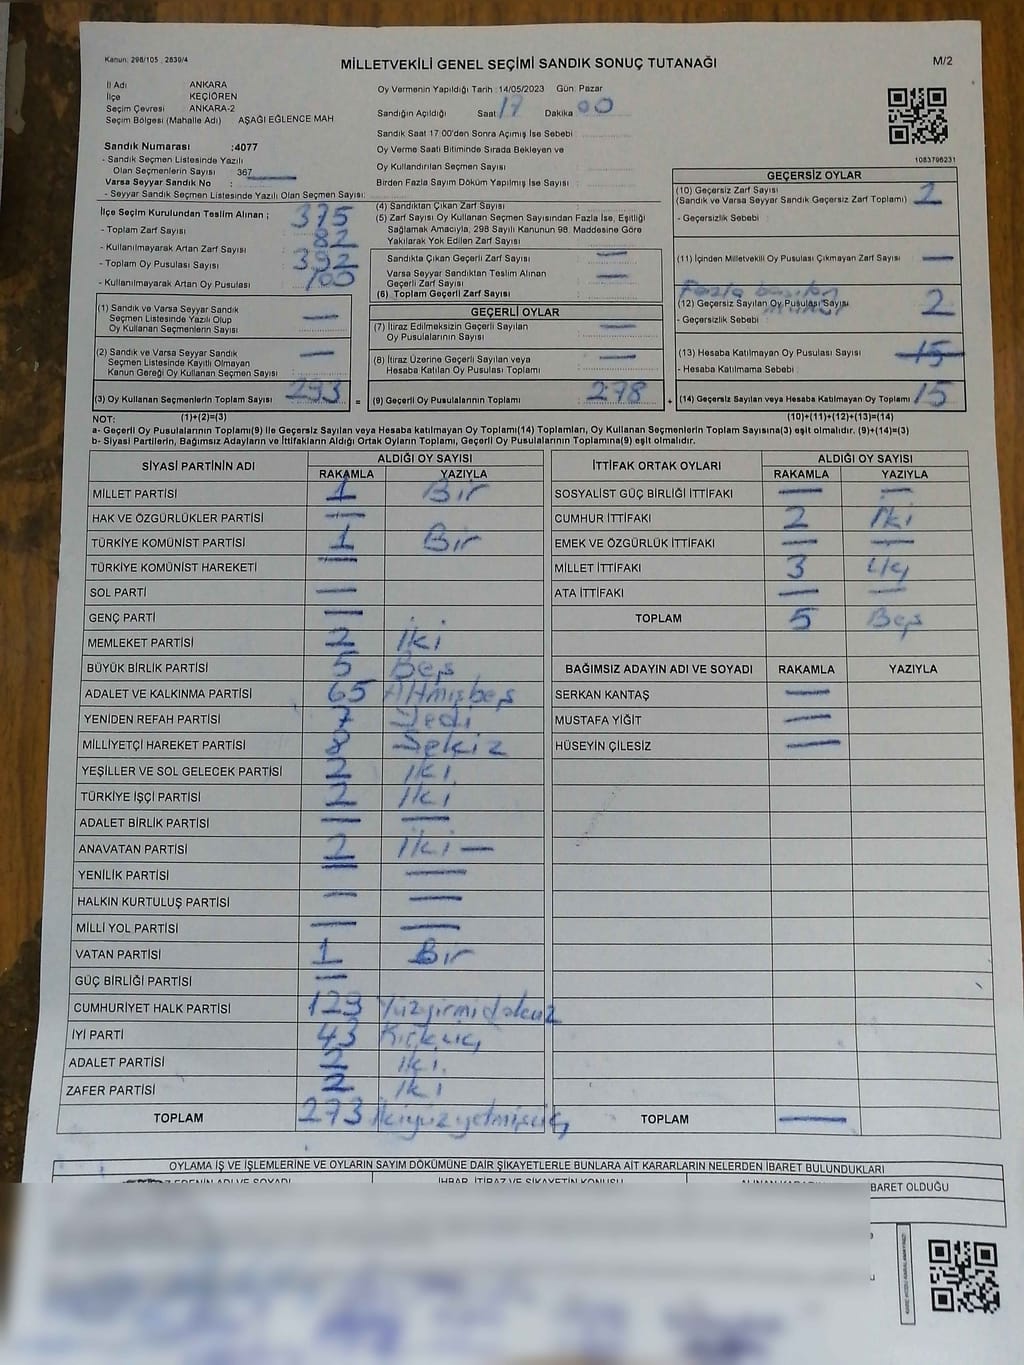 Kanun: 298/105 , 2839/4
MİLLETVEKİLİ GENEL SEÇİMİ SANDIK SONUÇ TUTANAĞI
M/2
İl Adı ANKARA
İlçe KEÇİÖREN
Seçim Çevresi ANKARA-2
Seçim Bölgesi (Mahalle Adı) AŞAĞI EĞLENCE MAH
Oy Vermenin Yapıldığı Tarih :14/05/2023 Gün: Pazar
Sandığın Açıldığı Saat 17 Dakika 00
Sandık Saat 17:00'den Sonra Açımış İse Sebebi :
Oy Verme Saati Bitiminde Sırada Bekleyen ve
Oy Kullandırılan Seçmen Sayısı
Birden Fazla Sayım Döküm Yapılmış İse Sayısı :
1083798231
Sandık Numarası :4077
- Sandık Seçmen Listesinde Yazılı
Olan Seçmenlerin Sayısı 367
Varsa Seyyar Sandık No :
- Seyyar Sandık Seçmen Listesinde Yazılı Olan Seçmen Sayısı:
İlçe Seçim Kurulundan Teslim Alınan ;
- Toplam Zarf Sayısı 375
- Kullanılmayarak Artan Zarf Sayısı 82
- Toplam Oy Pusulası Sayısı 392
- Kullanılmayarak Artan Oy Pusulası 100
(4) Sandıktan Çıkan Zarf Sayısı
(5) Zarf Sayısı Oy Kullanan Seçmen Sayısından Fazla İse, Eşitliği
Sağlamak Amacıyla, 298 Sayılı Kanunun 98. Maddesine Göre
Yakılarak Yok Edilen Zarf Sayısı :
Sandıkta Çıkan Geçerli Zarf Sayısı : —
Varsa Seyyar Sandıktan Teslim Alınan
Geçerli Zarf Sayısı : —
(6) Toplam Geçerli Zarf Sayısı :
GEÇERSİZ OYLAR
(10) Geçersiz Zarf Sayısı 2
(Sandık ve Varsa Seyyar Sandık Geçersiz Zarf Toplamı) :
- Geçersizlik Sebebi :
(11) İçinden Milletvekili Oy Pusulası Çıkmayan Zarf Sayısı —
Fazla basılan mühür
(12) Geçersiz Sayılan Oy Pusulası Sayısı 2
- Geçersizlik Sebebi :
(13) Hesaba Katılmayan Oy Pusulası Sayısı 15
- Hesaba Katılmama Sebebi :
(14) Geçersiz Sayılan veya Hesaba Katılmayan Oy Toplamı 15
(1) Sandık ve Varsa Seyyar Sandık
Seçmen Listesinde Yazılı Olup
Oy Kullanan Seçmenlerin Sayısı —
(2) Sandık ve Varsa Seyyar Sandık
Seçmen Listesinde Kayıtlı Olmayan
Kanun Gereği Oy Kullanan Seçmen Sayısı : —
(3) Oy Kullanan Seçmenlerin Toplam Sayısı 293 =
GEÇERLİ OYLAR
(7) İtiraz Edilmeksizin Geçerli Sayılan
Oy Pusulalarının Sayısı —
(8) İtiraz Üzerine Geçerli Sayılan veya
Hesaba Katılan Oy Pusulası Toplamı —
(9) Geçerli Oy Pusulalarının Toplamı 278 +
NOT: (1)+(2)=(3) (10)+(11)+(12)+(13)=(14)
a- Geçerli Oy Pusulalarının Toplamı(9) ile Geçersiz Sayılan veya Hesaba katılmayan Oy Toplamı(14) Toplamları, Oy Kullanan Seçmenlerin Toplam Sayısına(3) eşit olmalıdır. (9)+(14)=(3)
b- Siyasi Partilerin, Bağımsız Adayların ve İttifakların Aldığı Ortak Oyların Toplamı, Geçerli Oy Pusulalarının Toplamına(9) eşit olmalıdır.
SİYASİ PARTİNİN ADI ALDIĞI OY SAYISI
RAKAMLA YAZIYLA
MİLLET PARTİSİ 1 Bir
HAK VE ÖZGÜRLÜKLER PARTİSİ —
TÜRKİYE KOMÜNİST PARTİSİ 1 Bir
TÜRKİYE KOMÜNİST HAREKETİ —
SOL PARTİ —
GENÇ PARTİ —
MEMLEKET PARTİSİ 2 İki
BÜYÜK BİRLİK PARTİSİ 5 Beş
ADALET VE KALKINMA PARTİSİ 65 Altmışbeş
YENİDEN REFAH PARTİSİ 7 Yedi
MİLLİYETÇİ HAREKET PARTİSİ 8 Sekiz
YEŞİLLER VE SOL GELECEK PARTİSİ 2 İki
TÜRKİYE İŞÇİ PARTİSİ 2 İki
ADALET BİRLİK PARTİSİ — —
ANAVATAN PARTİSİ 2 İki —
YENİLİK PARTİSİ — —
HALKIN KURTULUŞ PARTİSİ — —
MİLLİ YOL PARTİSİ — —
VATAN PARTİSİ 1 Bir
GÜÇ BİRLİĞİ PARTİSİ —
CUMHURİYET HALK PARTİSİ 129 Yüzyirmidokuz
İYİ PARTİ 43 Kırküç
ADALET PARTİSİ 2 İki
ZAFER PARTİSİ 2 İki
TOPLAM 273 İkiyüzyetmişüç
İTTİFAK ORTAK OYLARI ALDIĞI OY SAYISI
RAKAMLA YAZIYLA
SOSYALİST GÜÇ BİRLİĞİ İTTİFAKI — —
CUMHUR İTTİFAKI 2 İki
EMEK VE ÖZGÜRLÜK İTTİFAKI — —
MİLLET İTTİFAKI 3 Üç
ATA İTTİFAKI — —
TOPLAM 5 Beş
BAĞIMSIZ ADAYIN ADI VE SOYADI RAKAMLA YAZIYLA
SERKAN KANTAŞ —
MUSTAFA YİĞİT —
HÜSEYİN ÇİLESİZ —
TOPLAM —
OYLAMA İŞ VE İŞLEMLERİNE VE OYLARIN SAYIM DÖKÜMÜNE DAİR ŞİKAYETLERLE BUNLARA AİT KARARLARIN NELERDEN İBARET BULUNDUKLARI
EDENİN ADI VE SOYADI İHBAR, İTİRAZ VE ŞİKAYETİN KONUSU BARET OLDUĞU